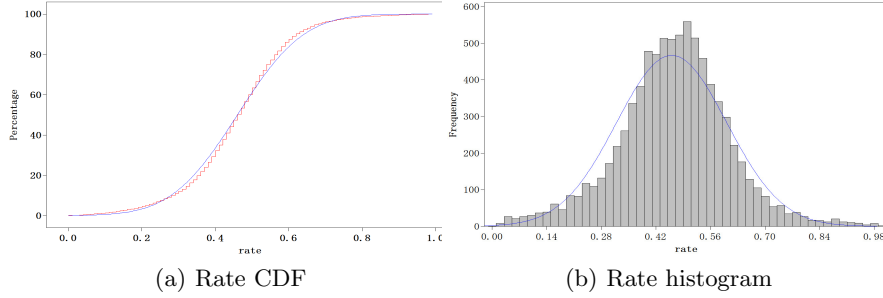 100
80
60
40
20
0
Percentage
0.0 0.2 0.4 0.6 0.8 1.0
rate
(a) Rate CDF
600
500
400
300
200
100
0
Frequency
0.00 0.14 0.28 0.42 0.56 0.70 0.84 0.98
rate
(b) Rate histogram